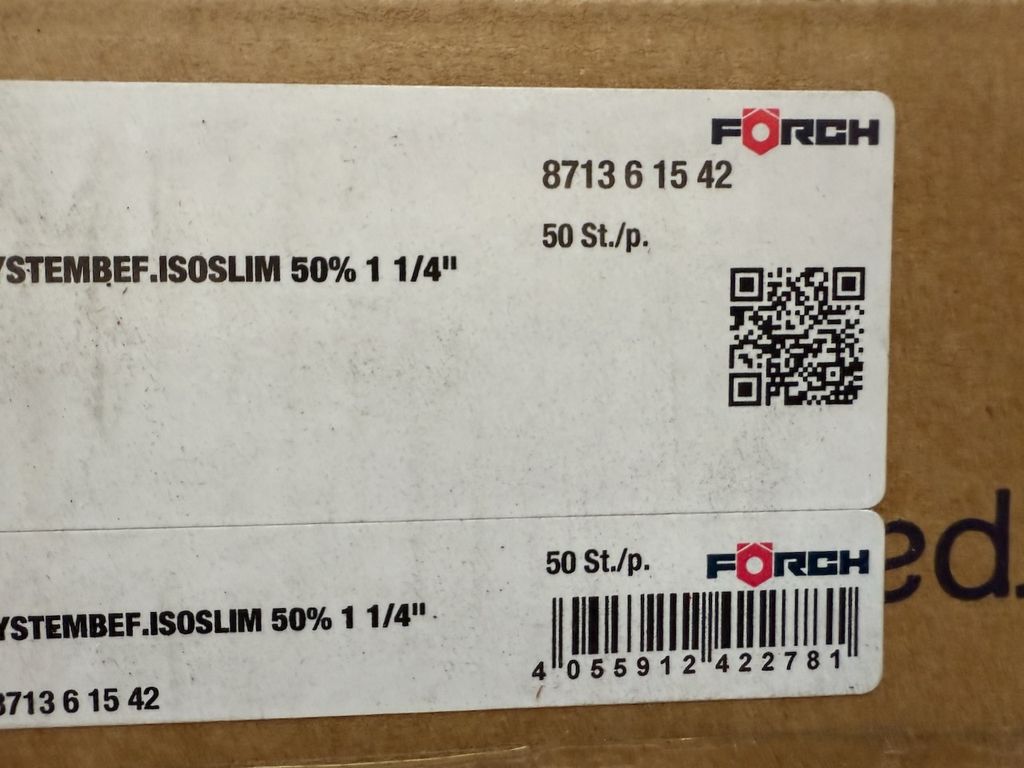 FÖRCH
8713 6 15 42
50 St./p.
YSTEMBEF.ISOSLIM 50% 1 1/4"
50 St./p. FÖRCH
YSTEMBEF.ISOSLIM 50% 1 1/4"
4 055912 422781
8713 6 15 42
ed.